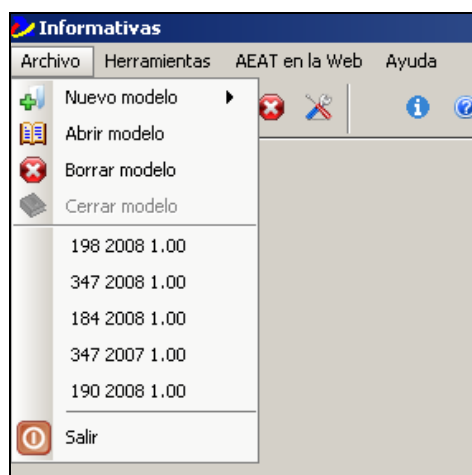 Informativas
Archivo Herramientas AEAT en la Web Ayuda
Nuevo modelo
Abrir modelo
Borrar modelo
Cerrar modelo
198 2008 1.00
347 2008 1.00
184 2008 1.00
347 2007 1.00
190 2008 1.00
Salir